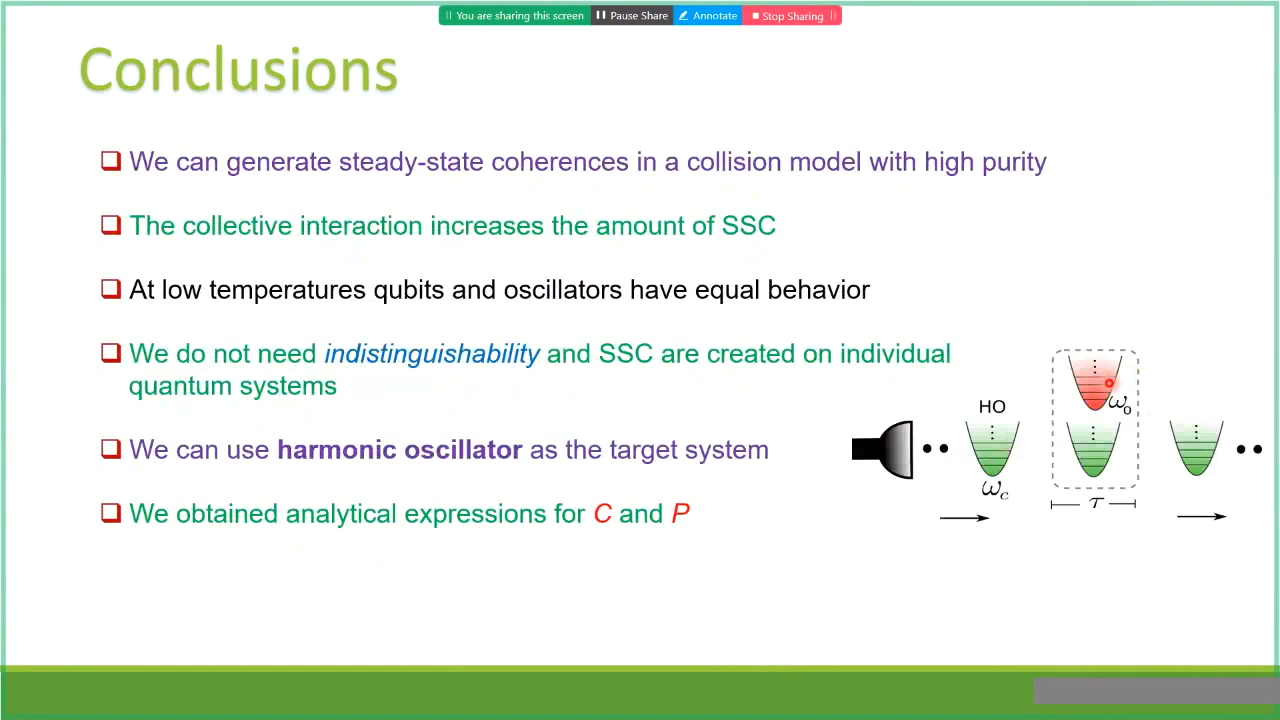 You are sharing this screen Pause Share Annotate Stop Sharing
Conclusions
We can generate steady-state coherences in a collision model with high purity
The collective interaction increases the amount of SSC
At low temperatures qubits and oscillators have equal behavior
We do not need indistinguishability and SSC are created on individual
quantum systems
We can use harmonic oscillator as the target system
We obtained analytical expressions for C and P
ω₀
HO
ω_c
τ